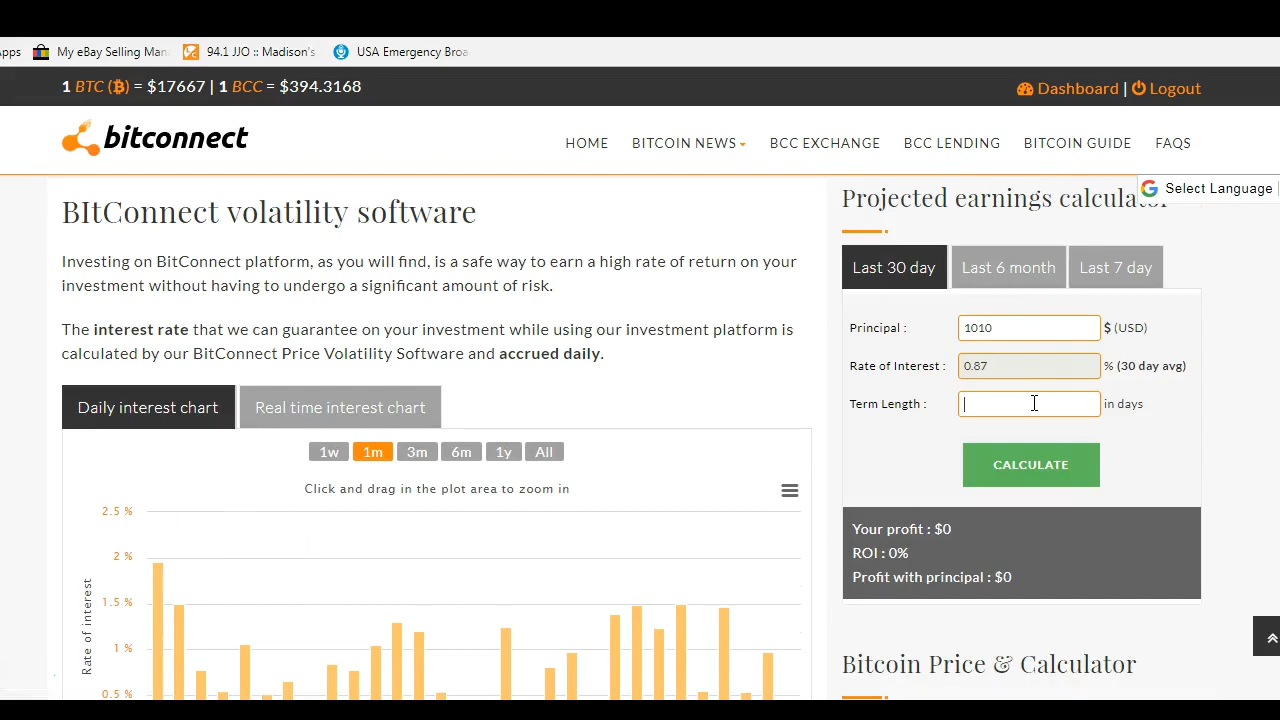 Apps My eBay Selling Man 94.1 JJO :: Madison's USA Emergency Broa
1 BTC (₿) = $17667 | 1 BCC = $394.3168 Dashboard | Logout
bitconnect HOME BITCOIN NEWS BCC EXCHANGE BCC LENDING BITCOIN GUIDE FAQS
Select Language
BItConnect volatility software
Investing on BitConnect platform, as you will find, is a safe way to earn a high rate of return on your
investment without having to undergo a significant amount of risk.
The interest rate that we can guarantee on your investment while using our investment platform is
calculated by our BitConnect Price Volatility Software and accrued daily.
Daily interest chart Real time interest chart
1w 1m 3m 6m 1y All
Click and drag in the plot area to zoom in
2.5 %
2 %
1.5 %
1 %
0.5 %
Rate of interest
Projected earnings calculator
Last 30 day Last 6 month Last 7 day
Principal : 1010 $ (USD)
Rate of Interest : 0.87 % (30 day avg)
Term Length : in days
CALCULATE
Your profit : $0
ROI : 0%
Profit with principal : $0
Bitcoin Price & Calculator